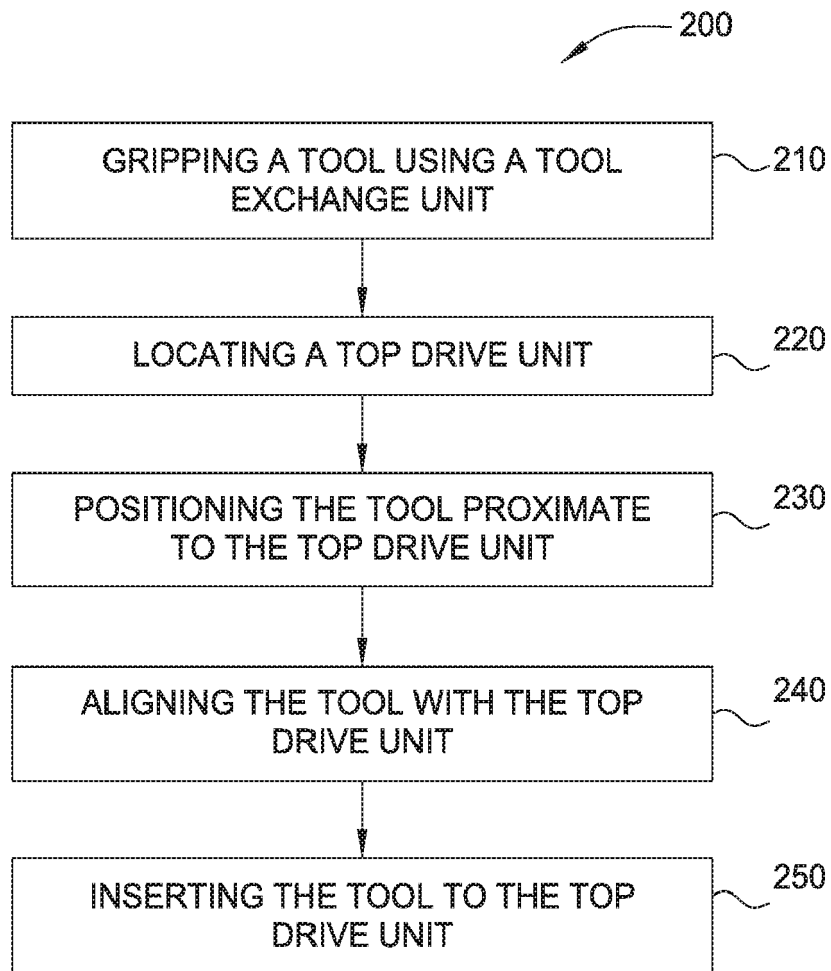 200
GRIPPING A TOOL USING A TOOL
EXCHANGE UNIT
210
LOCATING A TOP DRIVE UNIT
220
POSITIONING THE TOOL PROXIMATE
TO THE TOP DRIVE UNIT
230
ALIGNING THE TOOL WITH THE TOP
DRIVE UNIT
240
INSERTING THE TOOL TO THE TOP
DRIVE UNIT
250